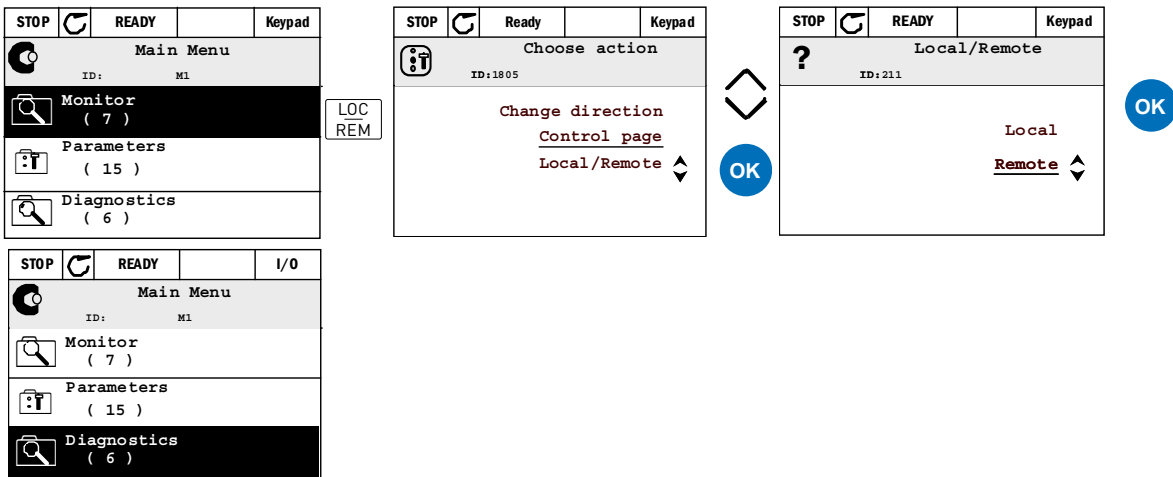 STOP READY Keypad
Main Menu
ID: M1
Monitor
( 7 )
Parameters
( 15 )
Diagnostics
( 6 )
LOC
REM
STOP Ready Keypad
Choose action
ID:1805
Change direction
Control page
Local/Remote
OK
STOP READY Keypad
?
Local/Remote
ID:211
Local
Remote
OK
STOP READY I/O
Main Menu
ID: M1
Monitor
( 7 )
Parameters
( 15 )
Diagnostics
( 6 )